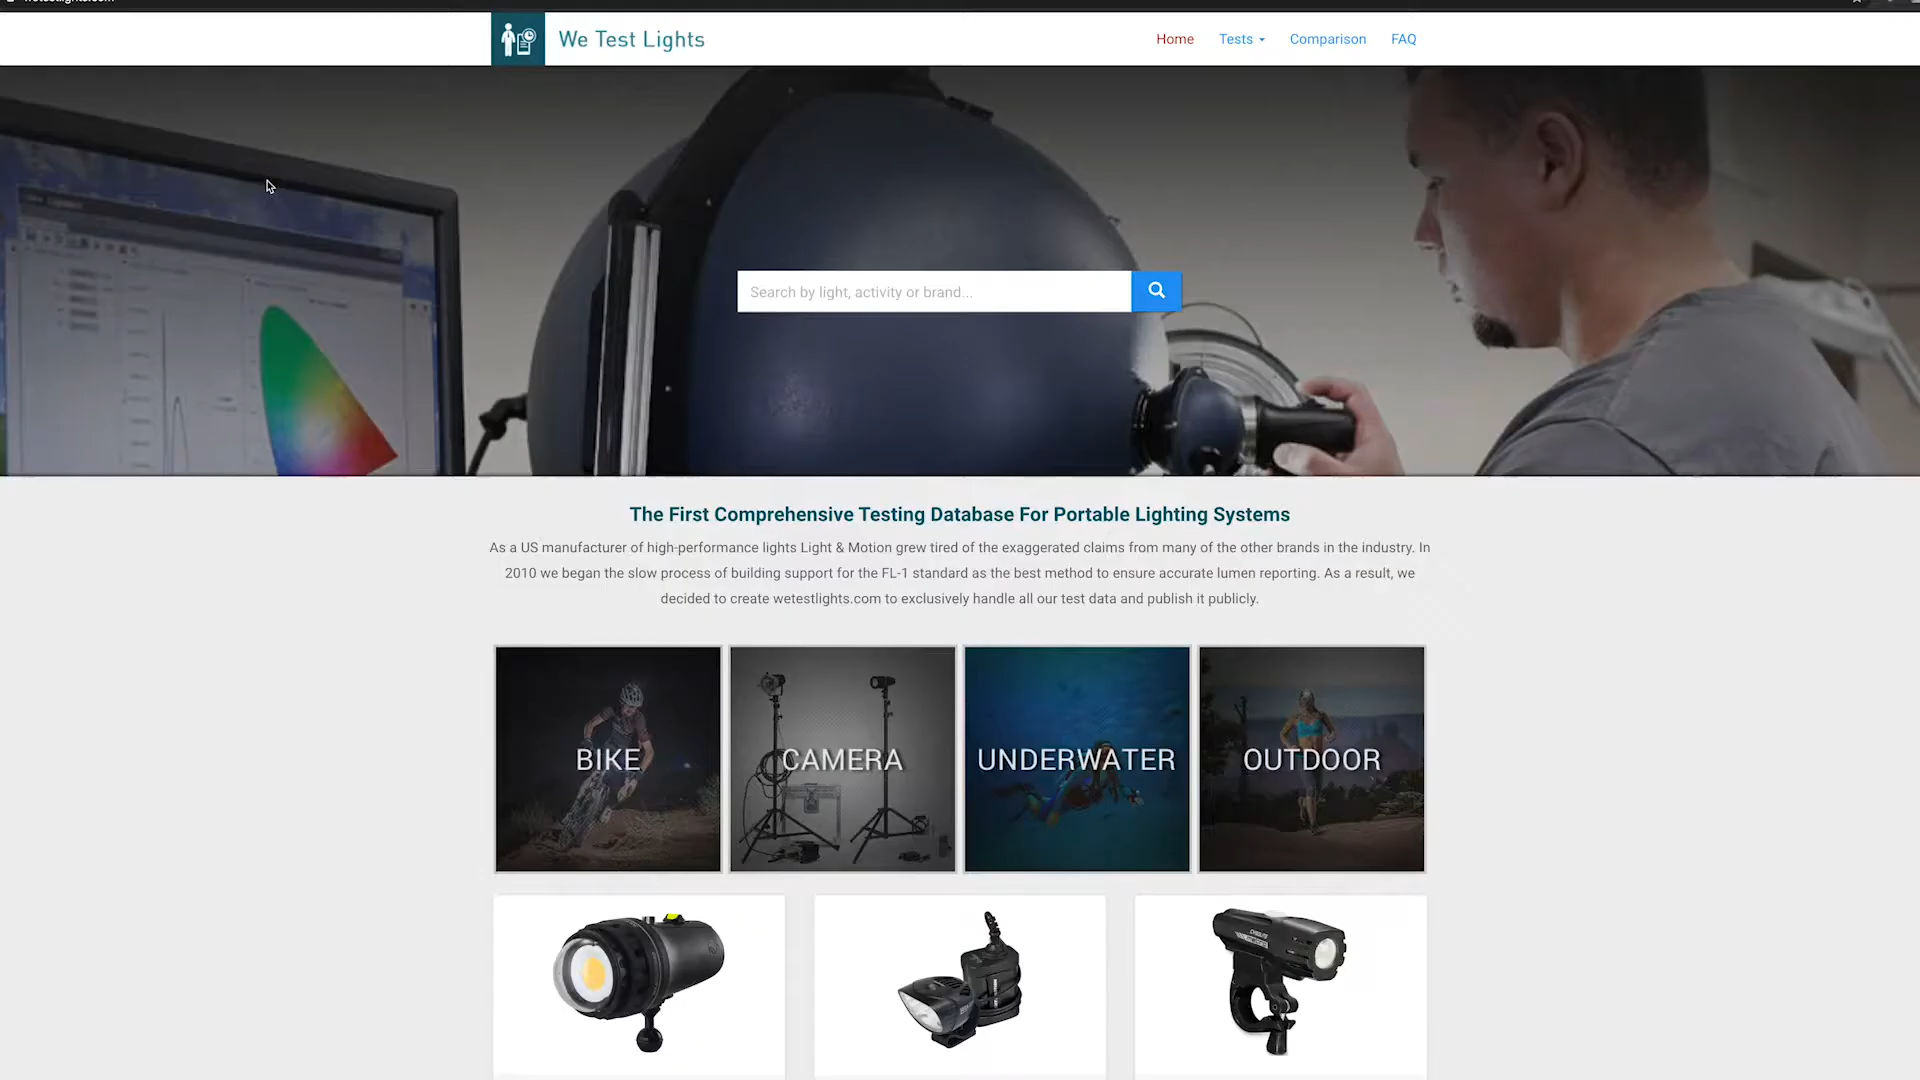 We Test Lights
Home
Tests
Comparison
FAQ
Search by light, activity or brand...
The First Comprehensive Testing Database For Portable Lighting Systems
As a US manufacturer of high-performance lights Light & Motion grew tired of the exaggerated claims from many of the other brands in the industry. In
2010 we began the slow process of building support for the FL-1 standard as the best method to ensure accurate lumen reporting. As a result, we
decided to create wetestlights.com to exclusively handle all our test data and publish it publicly.
BIKE
CAMERA
UNDERWATER
OUTDOOR